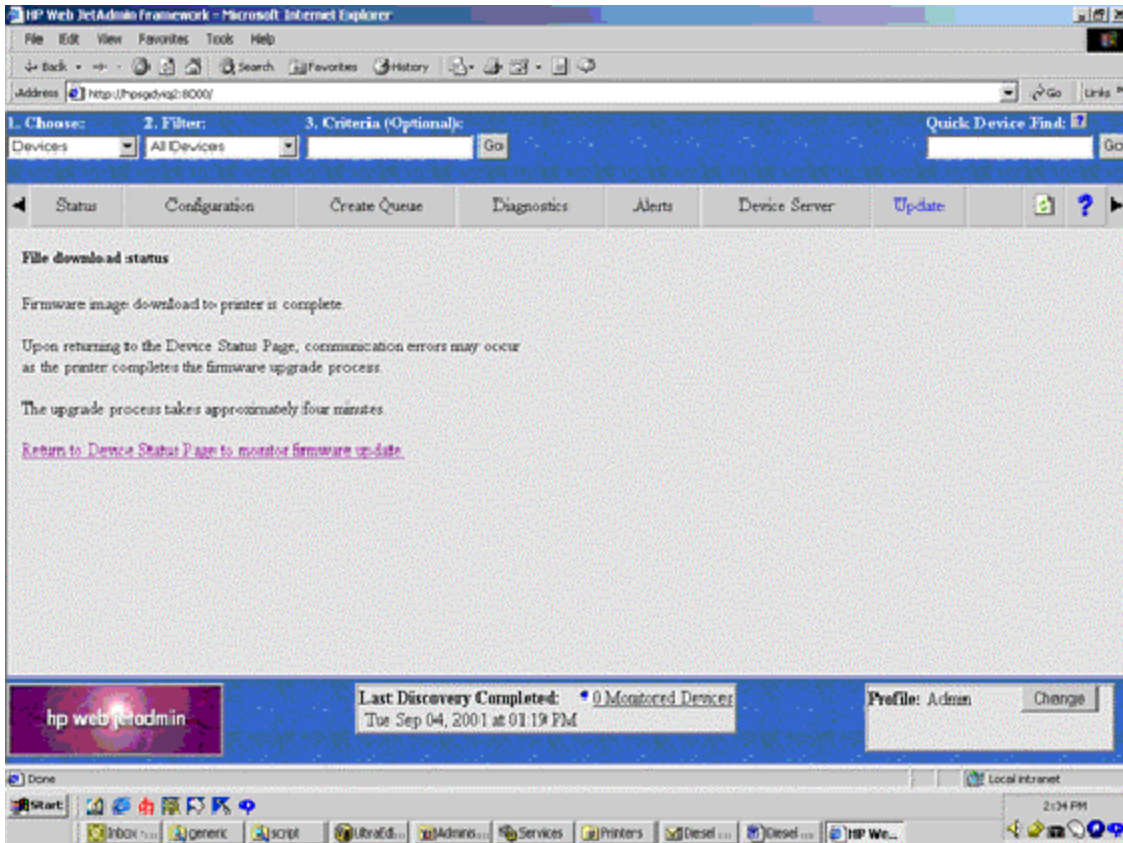 HP Web JetAdmin Framework - Microsoft Internet Explorer
File Edit View Favorites Tools Help
Back Search Favorites History
Address Go Links »
1. Choose: 2. Filter: 3. Criteria (Optional): Quick Device Find: ?
Devices All Devices Go Go
Status Configuration Create Queue Diagnostics Alerts Device Server Update ?
File download status
Firmware image download to printer is complete.
Upon returning to the Device Status Page, communication errors may occur
as the printer completes the firmware upgrade process.
The upgrade process takes approximately four minutes.
Return to Device Status Page to monitor firmware update.
hp web jetadmin
Last Discovery Completed: 0 Monitored Devices
Tue Sep 04, 2001 at 01:19 PM
Profile: Admin Change
Done Local intranet
Start 2:34 PM
Inbox -... generic script UltraEd... Adminis... Services Printers Diesel ... Diesel ... HP We...